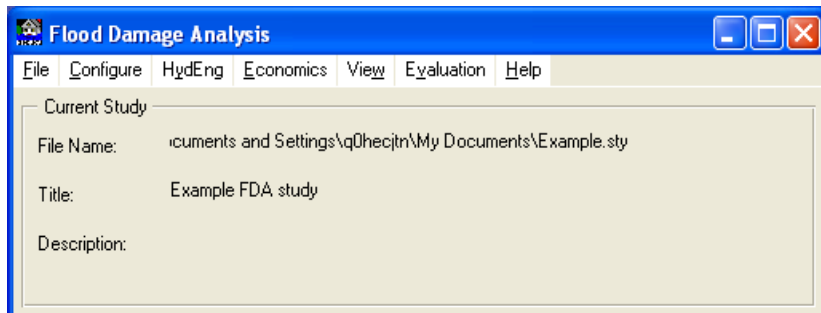 Flood Damage Analysis
File Configure HydEng Economics View Evaluation Help
Current Study
File Name: cuments and Settings\q0hecjtn\My Documents\Example.sty
Title: Example FDA study
Description: